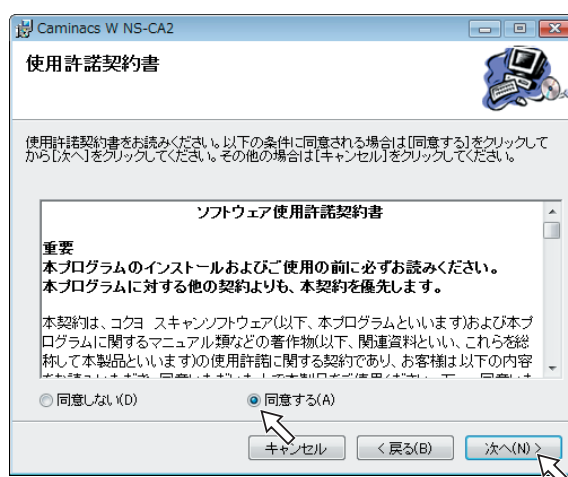 Caminacs W NS-CA2
使用許諾契約書
使用許諾契約書をお読みください。以下の条件に同意される場合は[同意する]をクリックして
から[次へ]をクリックしてください。その他の場合は[キャンセル]をクリックしてください。
ソフトウェア使用許諾契約書
重要
本プログラムのインストールおよびご使用の前に必ずお読みください。
本プログラムに対する他の契約よりも、本契約を優先します。
本契約は、コクヨ スキャンソフトウェア(以下、本プログラムといいます)および本プ
ログラムに関するマニュアル類などの著作物(以下、関連資料といい、これらを総
称して本製品といいます)の使用許諾に関する契約であり、お客様は以下の内容
同意しない(D)
同意する(A)
キャンセル
< 戻る(B)
次へ(N) >